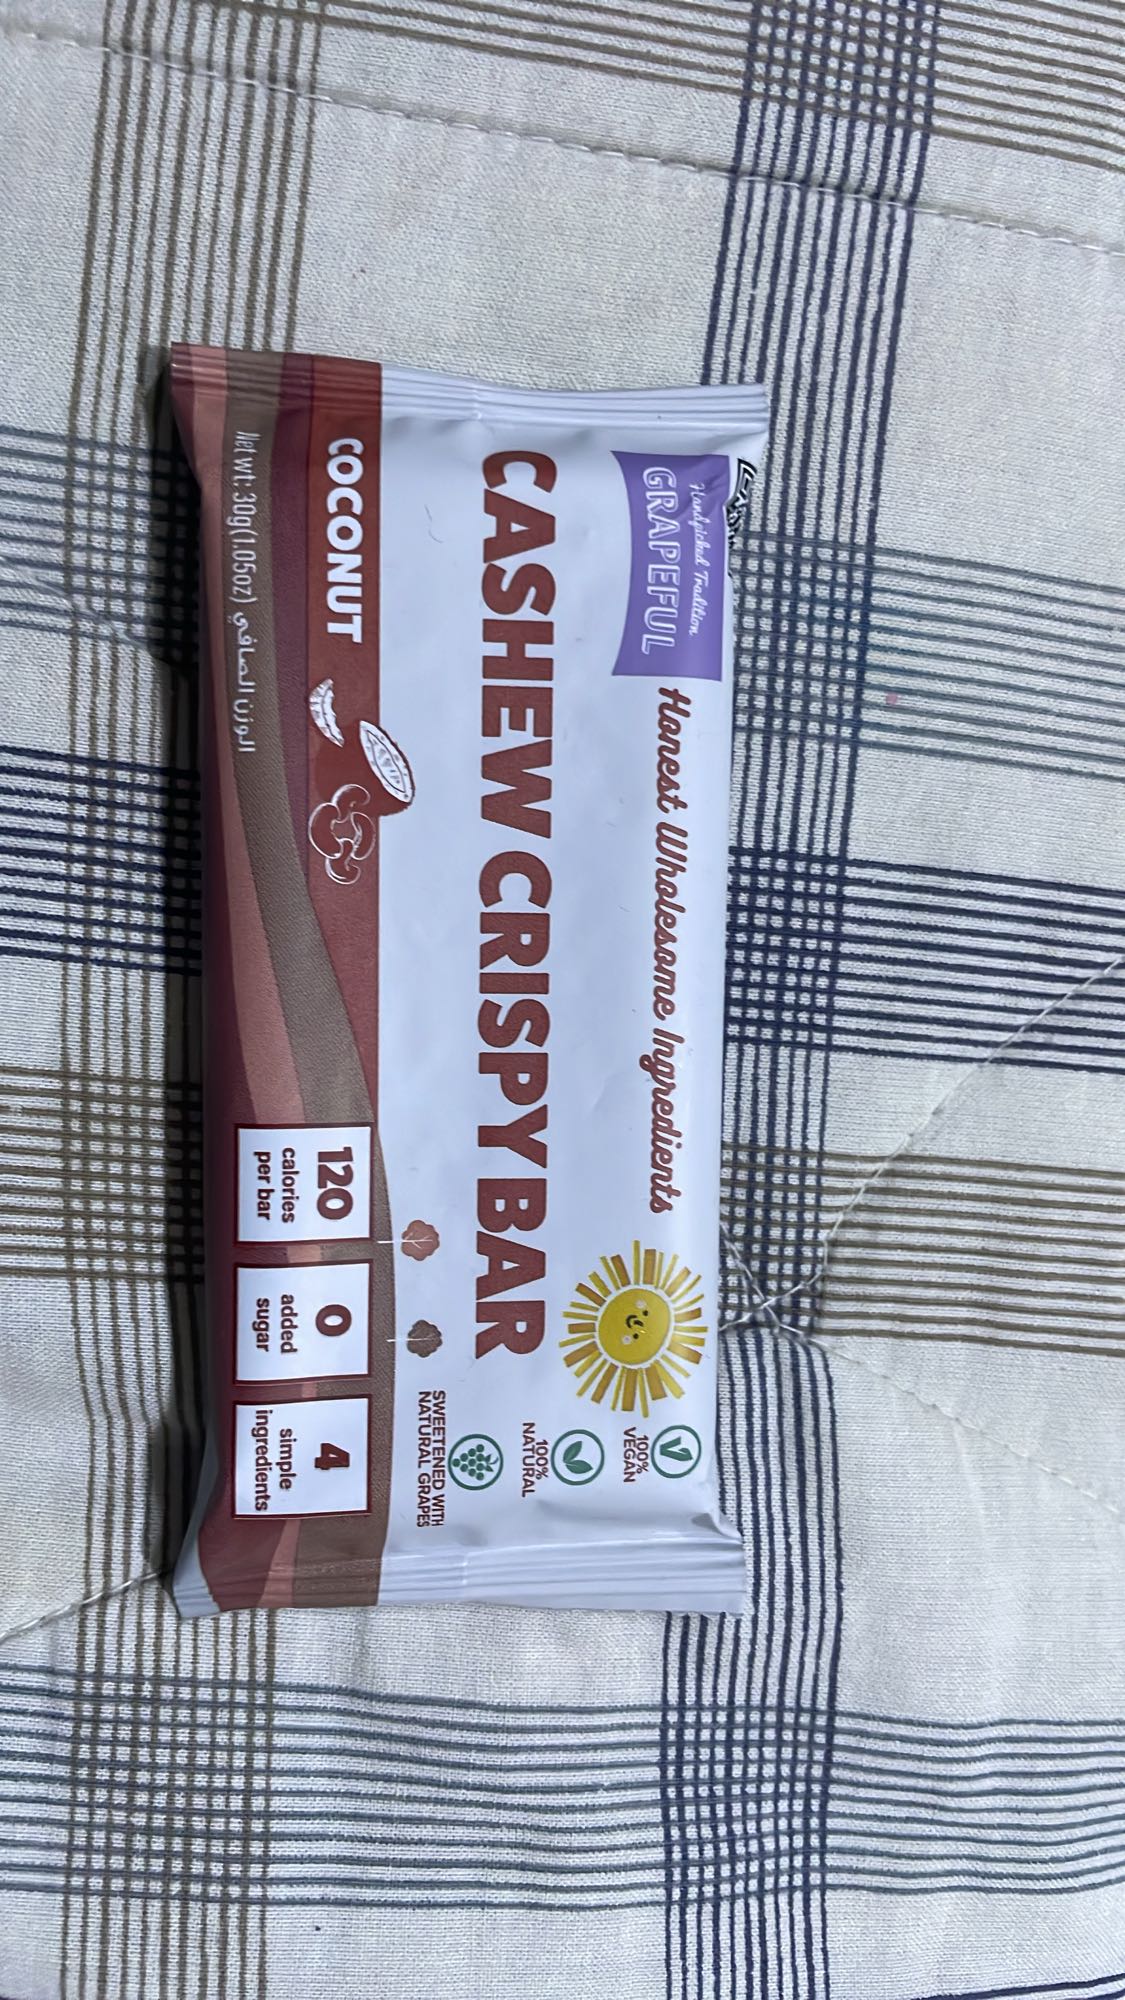 Handpicked Tradition
GRAPEFUL
Honest Wholesome Ingredients
CASHEW CRISPY BAR
COCONUT
Net wt: 30g(1.05oz) الوزن الصافي
100%
VEGAN
100%
NATURAL
SWEETENED WITH
NATURAL GRAPES
120
calories
per bar
0
added
sugar
4
simple
ingredients